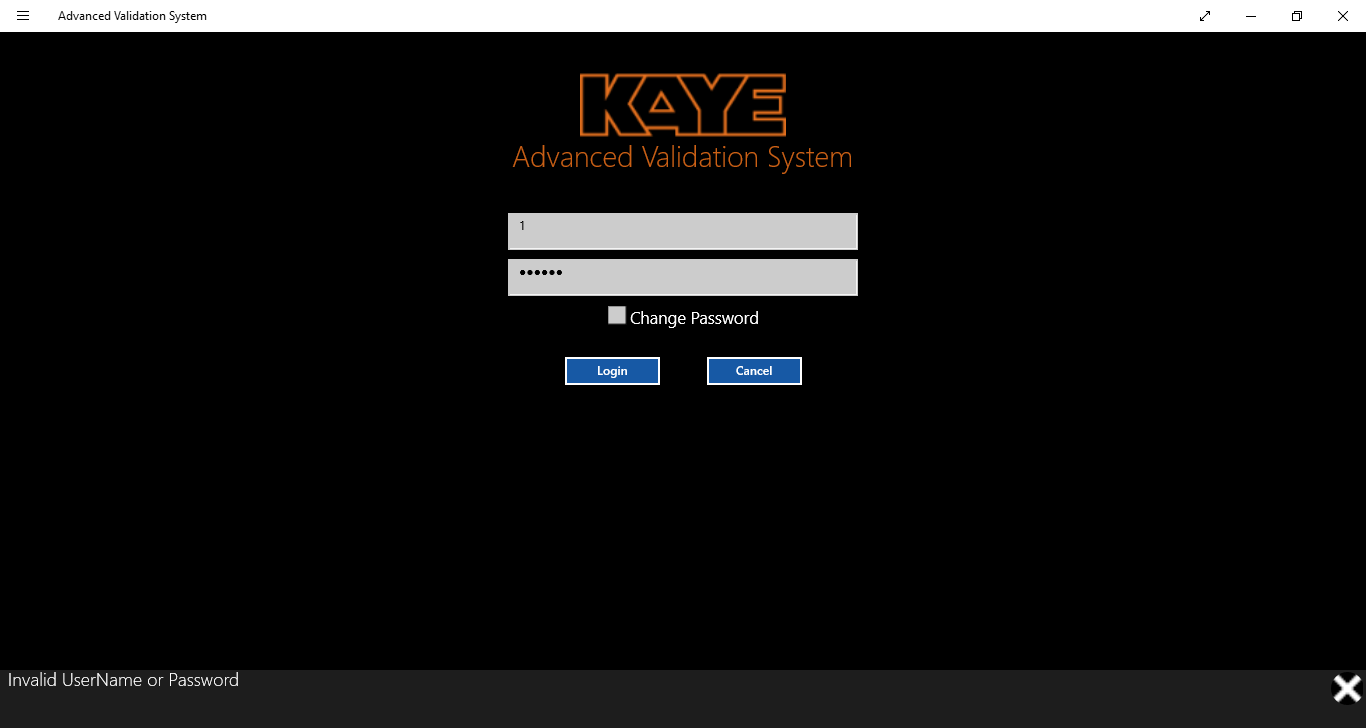 Advanced Validation System
KAYE
Advanced Validation System
1
••••••
Change Password
Login
Cancel
Invalid UserName or Password